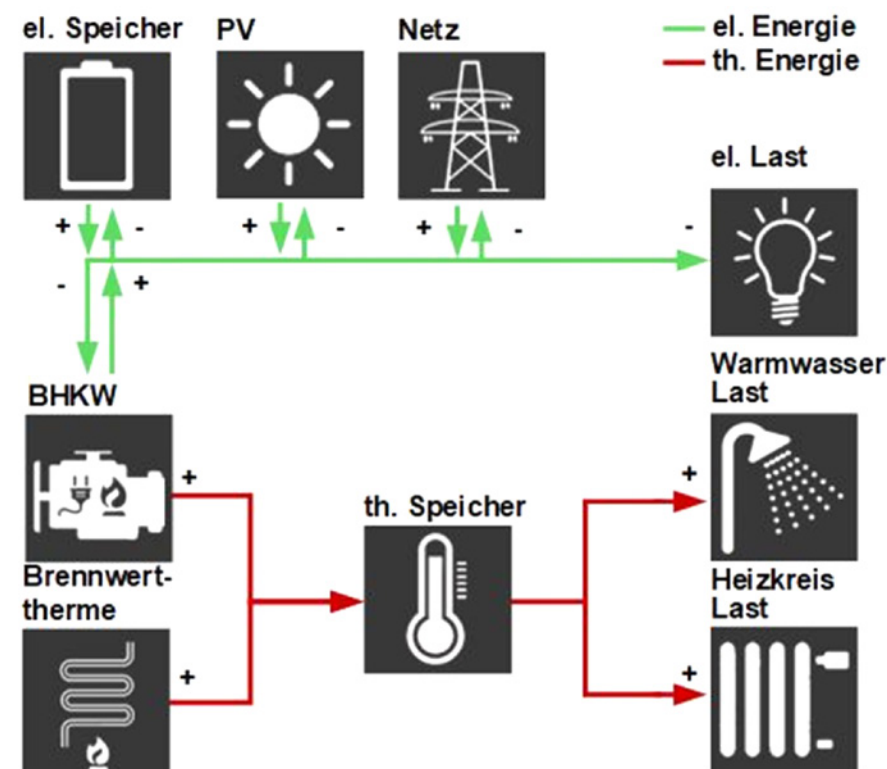 el. Speicher
PV
Netz
el. Energie
th. Energie
el. Last
+
-
+
-
+
-
-
-
+
BHKW
Warmwasser
Last
+
+
th. Speicher
Brennwert-
therme
Heizkreis
Last
+
+